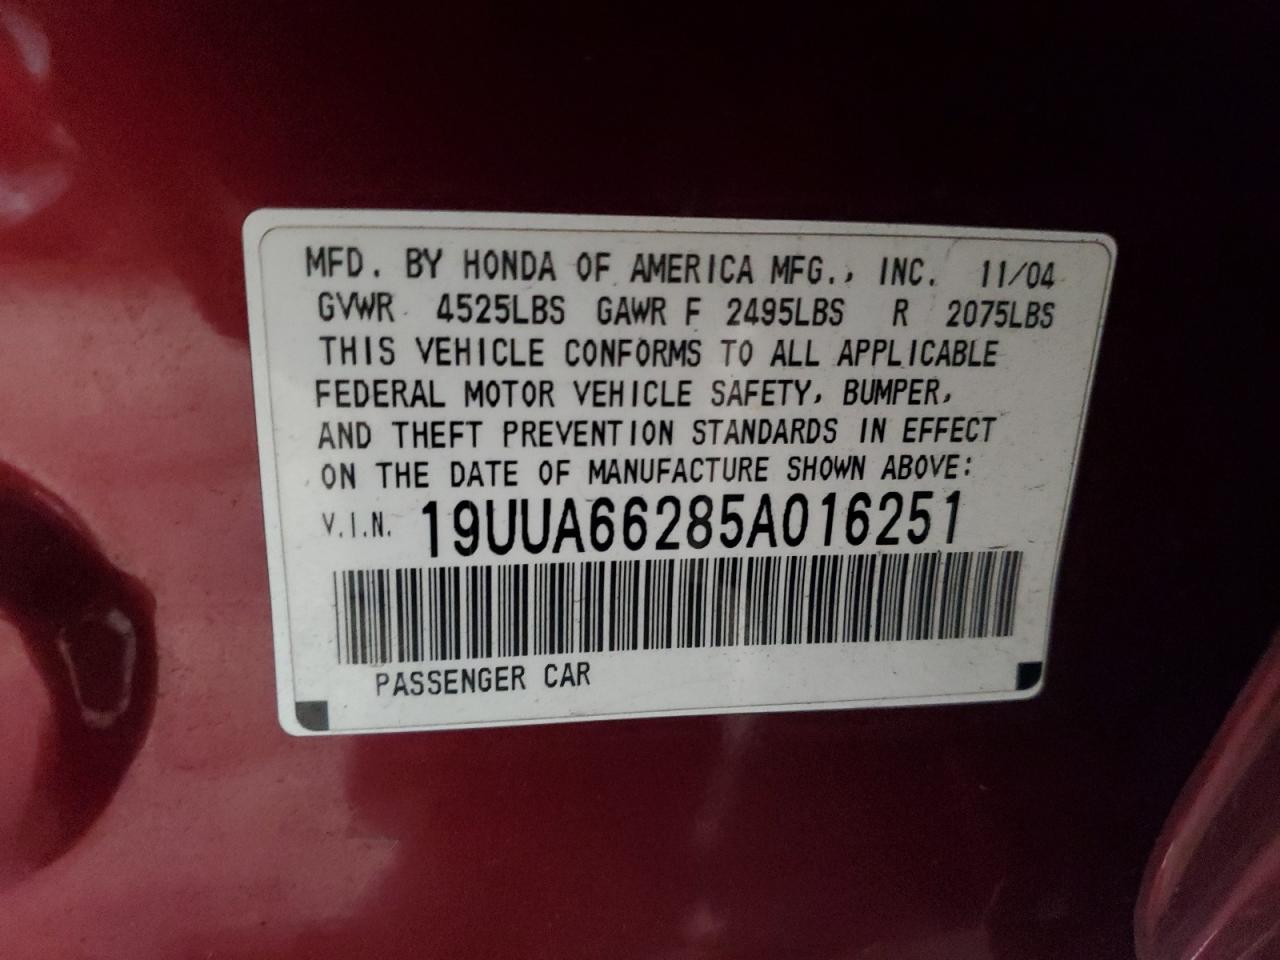 MFD. BY HONDA OF AMERICA MFG., INC. 11/04
GVWR 4525LBS GAWR F 2495LBS R 2075LBS
THIS VEHICLE CONFORMS TO ALL APPLICABLE
FEDERAL MOTOR VEHICLE SAFETY, BUMPER,
AND THEFT PREVENTION STANDARDS IN EFFECT
ON THE DATE OF MANUFACTURE SHOWN ABOVE:
V.I.N. 19UUA66285A016251
PASSENGER CAR